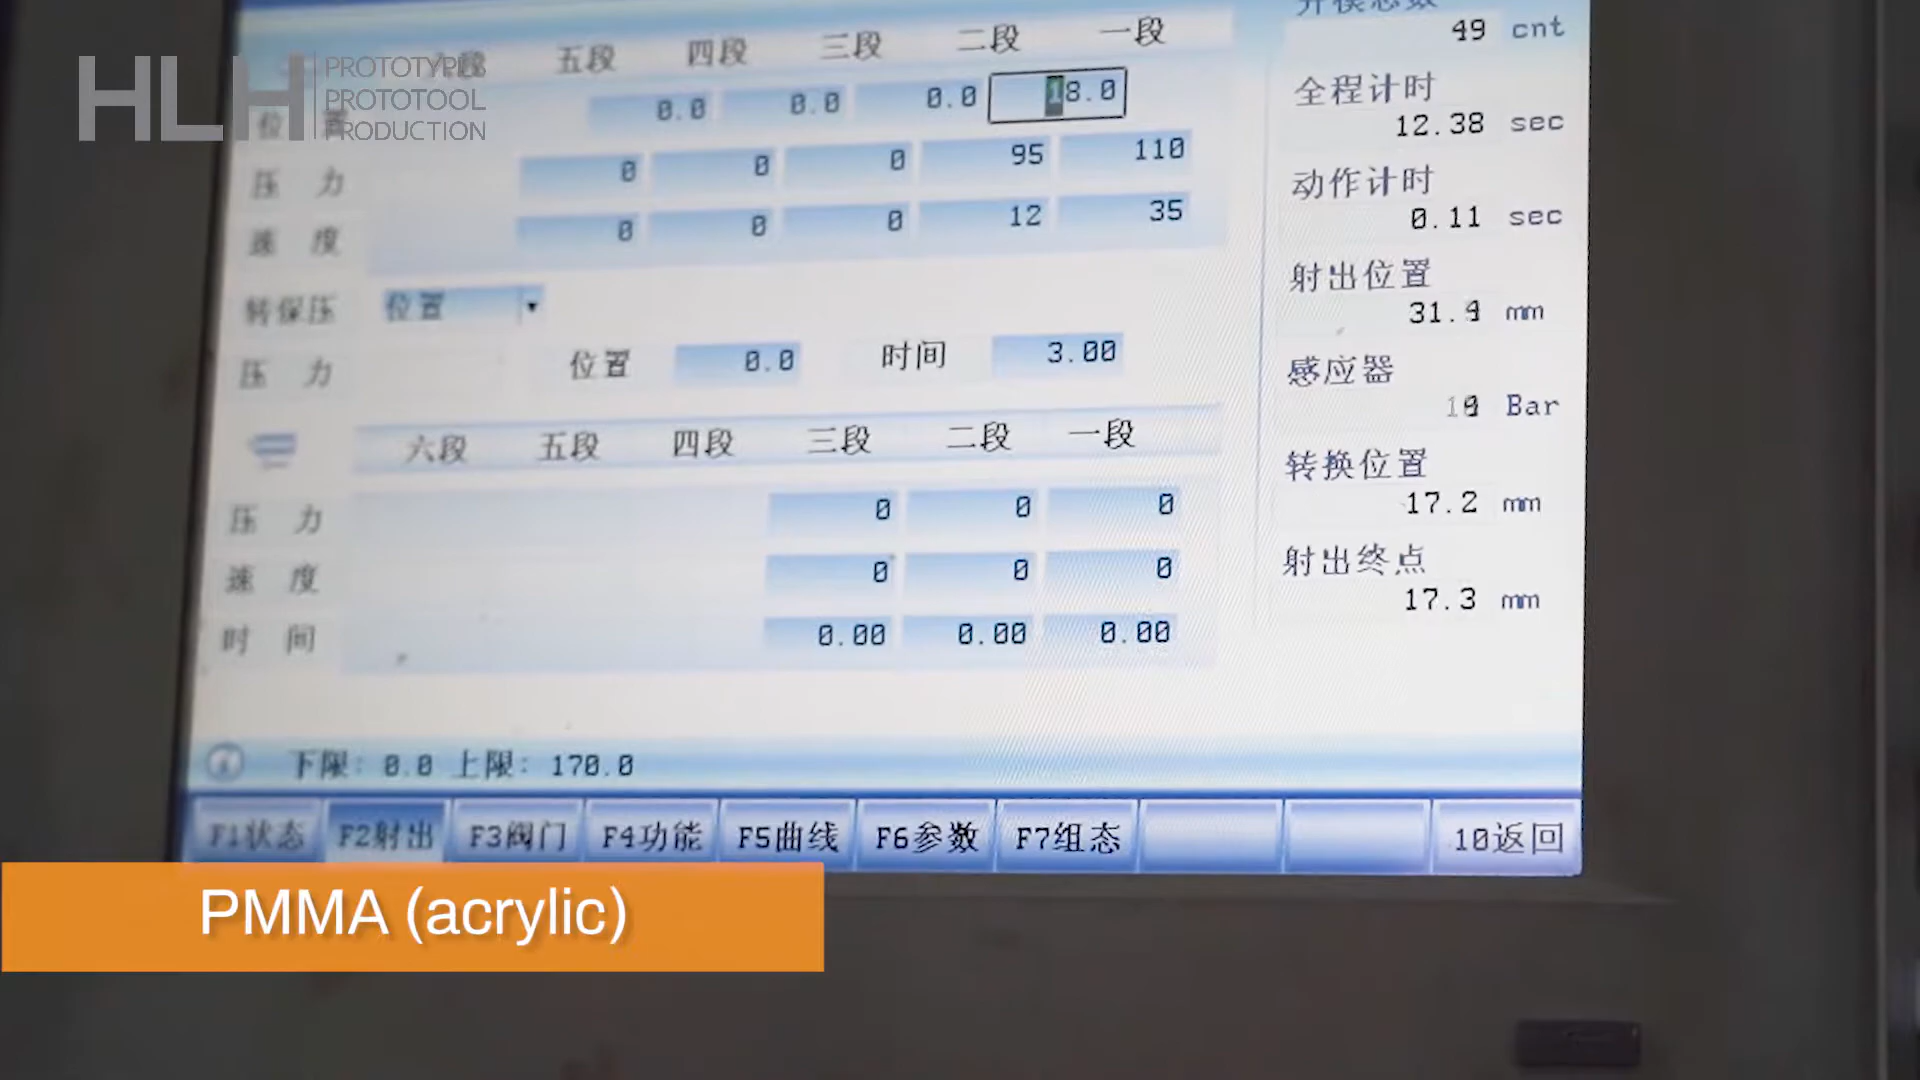 HLH
PROTOTYPES
PROTOTOOL
PRODUCTION
六段 五段 四段 三段 二段 一段
位置 0.0 0.0 0.0 18.0
压力 0 0 0 95 110
速度 0 0 0 12 35
转保压 位置
压力 位置 0.0 时间 3.00
六段 五段 四段 三段 二段 一段
压力 0 0 0
速度 0 0 0
时间 0.00 0.00 0.00
开模总数
49 cnt
全程计时
12.38 sec
动作计时
0.11 sec
射出位置
mm
感应器
Bar
转换位置
17.2 mm
射出终点
17.3 mm
下限: 0.0 上限: 170.0
F1状态 F2射出 F3阀门 F4功能 F5曲线 F6参数 F7组态 10返回
PMMA (acrylic)